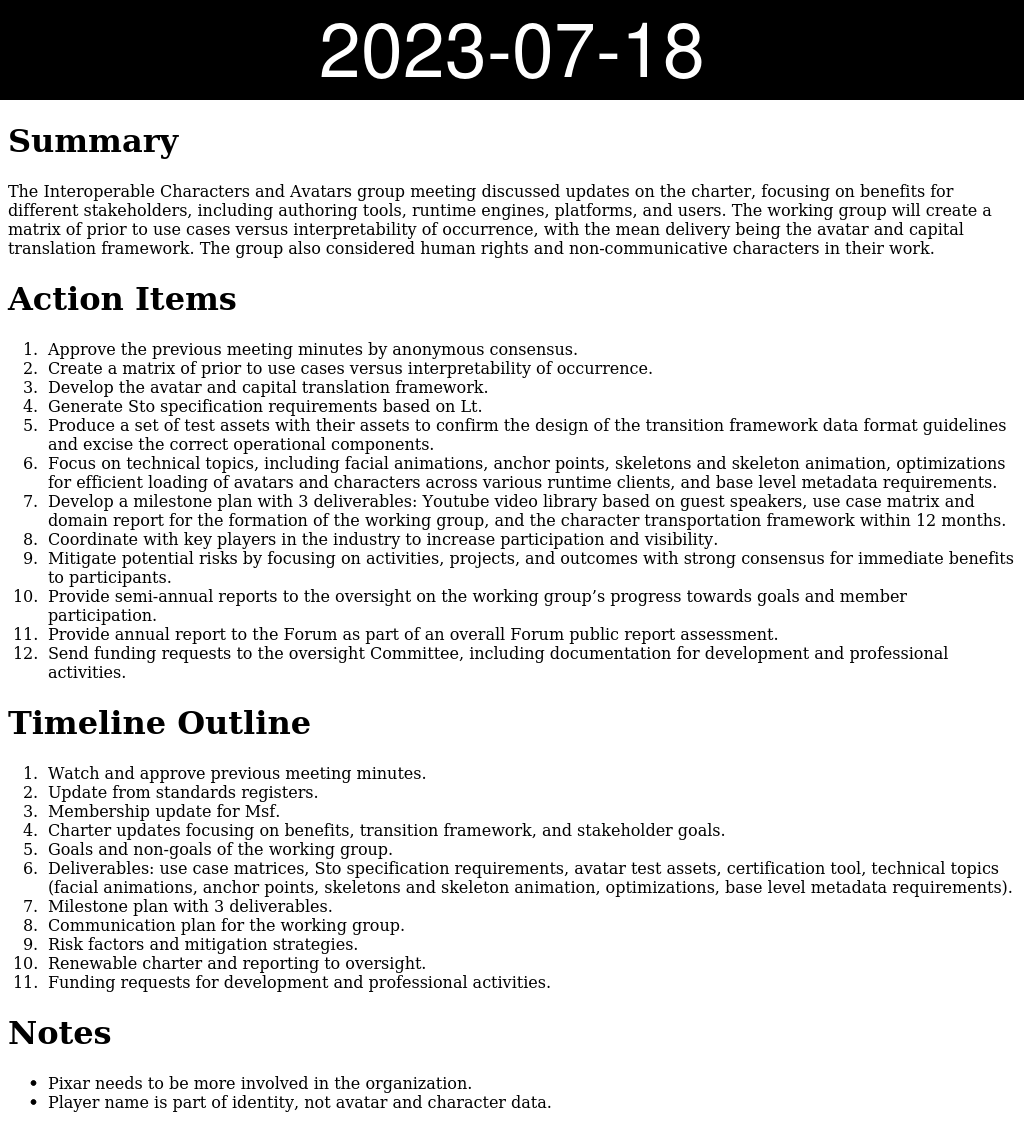 2023-07-18
Summary
The Interoperable Characters and Avatars group meeting discussed updates on the charter, focusing on benefits for
different stakeholders, including authoring tools, runtime engines, platforms, and users. The working group will create a
matrix of prior to use cases versus interpretability of occurrence, with the mean delivery being the avatar and capital
translation framework. The group also considered human rights and non-communicative characters in their work.
Action Items
1. Approve the previous meeting minutes by anonymous consensus.
2. Create a matrix of prior to use cases versus interpretability of occurrence.
3. Develop the avatar and capital translation framework.
4. Generate Sto specification requirements based on Lt.
5. Produce a set of test assets with their assets to confirm the design of the transition framework data format guidelines
and excise the correct operational components.
6. Focus on technical topics, including facial animations, anchor points, skeletons and skeleton animation, optimizations
for efficient loading of avatars and characters across various runtime clients, and base level metadata requirements.
7. Develop a milestone plan with 3 deliverables: Youtube video library based on guest speakers, use case matrix and
domain report for the formation of the working group, and the character transportation framework within 12 months.
8. Coordinate with key players in the industry to increase participation and visibility.
9. Mitigate potential risks by focusing on activities, projects, and outcomes with strong consensus for immediate benefits
to participants.
10. Provide semi-annual reports to the oversight on the working group’s progress towards goals and member
participation.
11. Provide annual report to the Forum as part of an overall Forum public report assessment.
12. Send funding requests to the oversight Committee, including documentation for development and professional
activities.
Timeline Outline
1. Watch and approve previous meeting minutes.
2. Update from standards registers.
3. Membership update for Msf.
4. Charter updates focusing on benefits, transition framework, and stakeholder goals.
5. Goals and non-goals of the working group.
6. Deliverables: use case matrices, Sto specification requirements, avatar test assets, certification tool, technical topics
(facial animations, anchor points, skeletons and skeleton animation, optimizations, base level metadata requirements).
7. Milestone plan with 3 deliverables.
8. Communication plan for the working group.
9. Risk factors and mitigation strategies.
10. Renewable charter and reporting to oversight.
11. Funding requests for development and professional activities.
Notes
• Pixar needs to be more involved in the organization.
• Player name is part of identity, not avatar and character data.